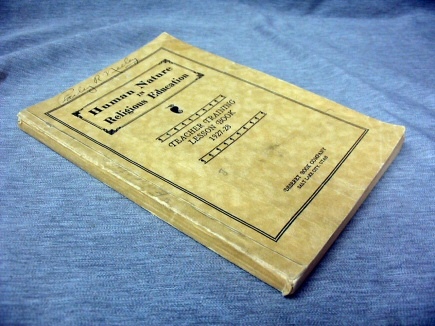 Human Nature
IN
Religious Education
TEACHER TRAINING
LESSON BOOK
1927-28
DESERET BOOK COMPANY
SALT LAKE CITY, UTAH